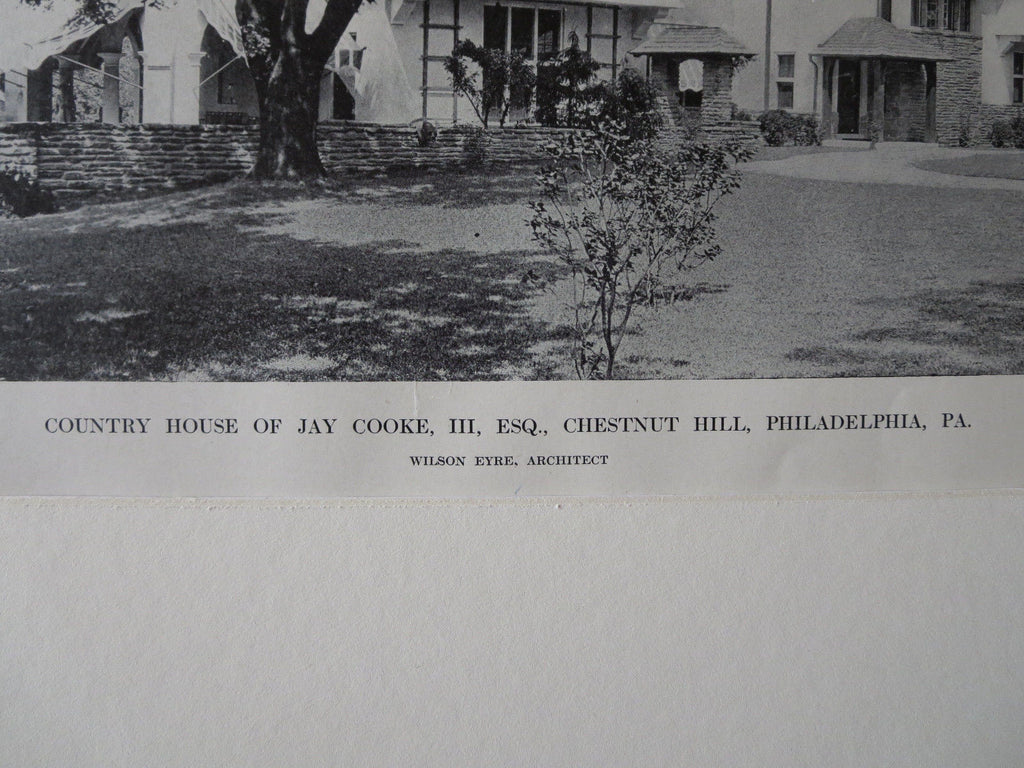 COUNTRY HOUSE OF JAY COOKE, III, ESQ., CHESTNUT HILL, PHILADELPHIA, PA.
WILSON EYRE, ARCHITECT